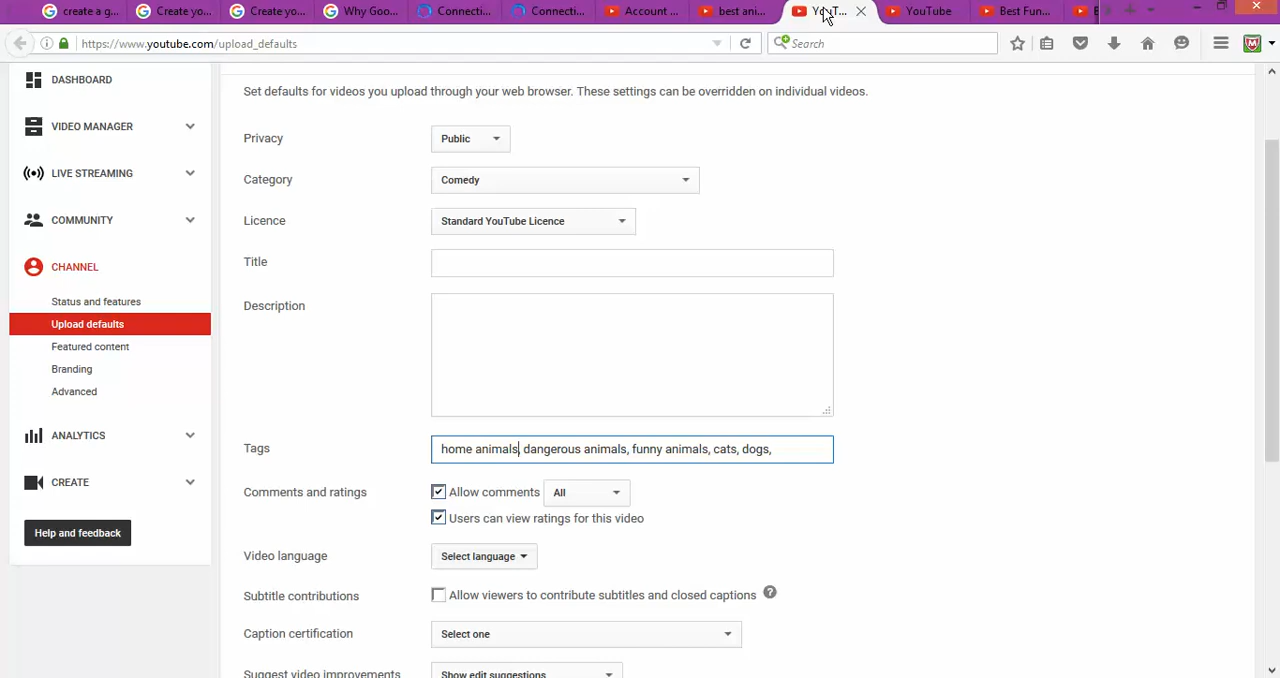 create a g...
Create yo...
Create you...
Why Goo...
Connecti...
Connecti...
Account ...
best ani...
YouT...
YouTube
Best Fun...
https://www.youtube.com/upload_defaults
Search
DASHBOARD
VIDEO MANAGER
LIVE STREAMING
COMMUNITY
CHANNEL
Status and features
Upload defaults
Featured content
Branding
Advanced
ANALYTICS
CREATE
Help and feedback
Set defaults for videos you upload through your web browser. These settings can be overridden on individual videos.
Privacy
Public
Category
Comedy
Licence
Standard YouTube Licence
Title
Description
Tags
home animals, dangerous animals, funny animals, cats, dogs,
Comments and ratings
Allow comments
All
Users can view ratings for this video
Video language
Select language
Subtitle contributions
Allow viewers to contribute subtitles and closed captions
?
Caption certification
Select one
Suggest video improvements
Show edit suggestions